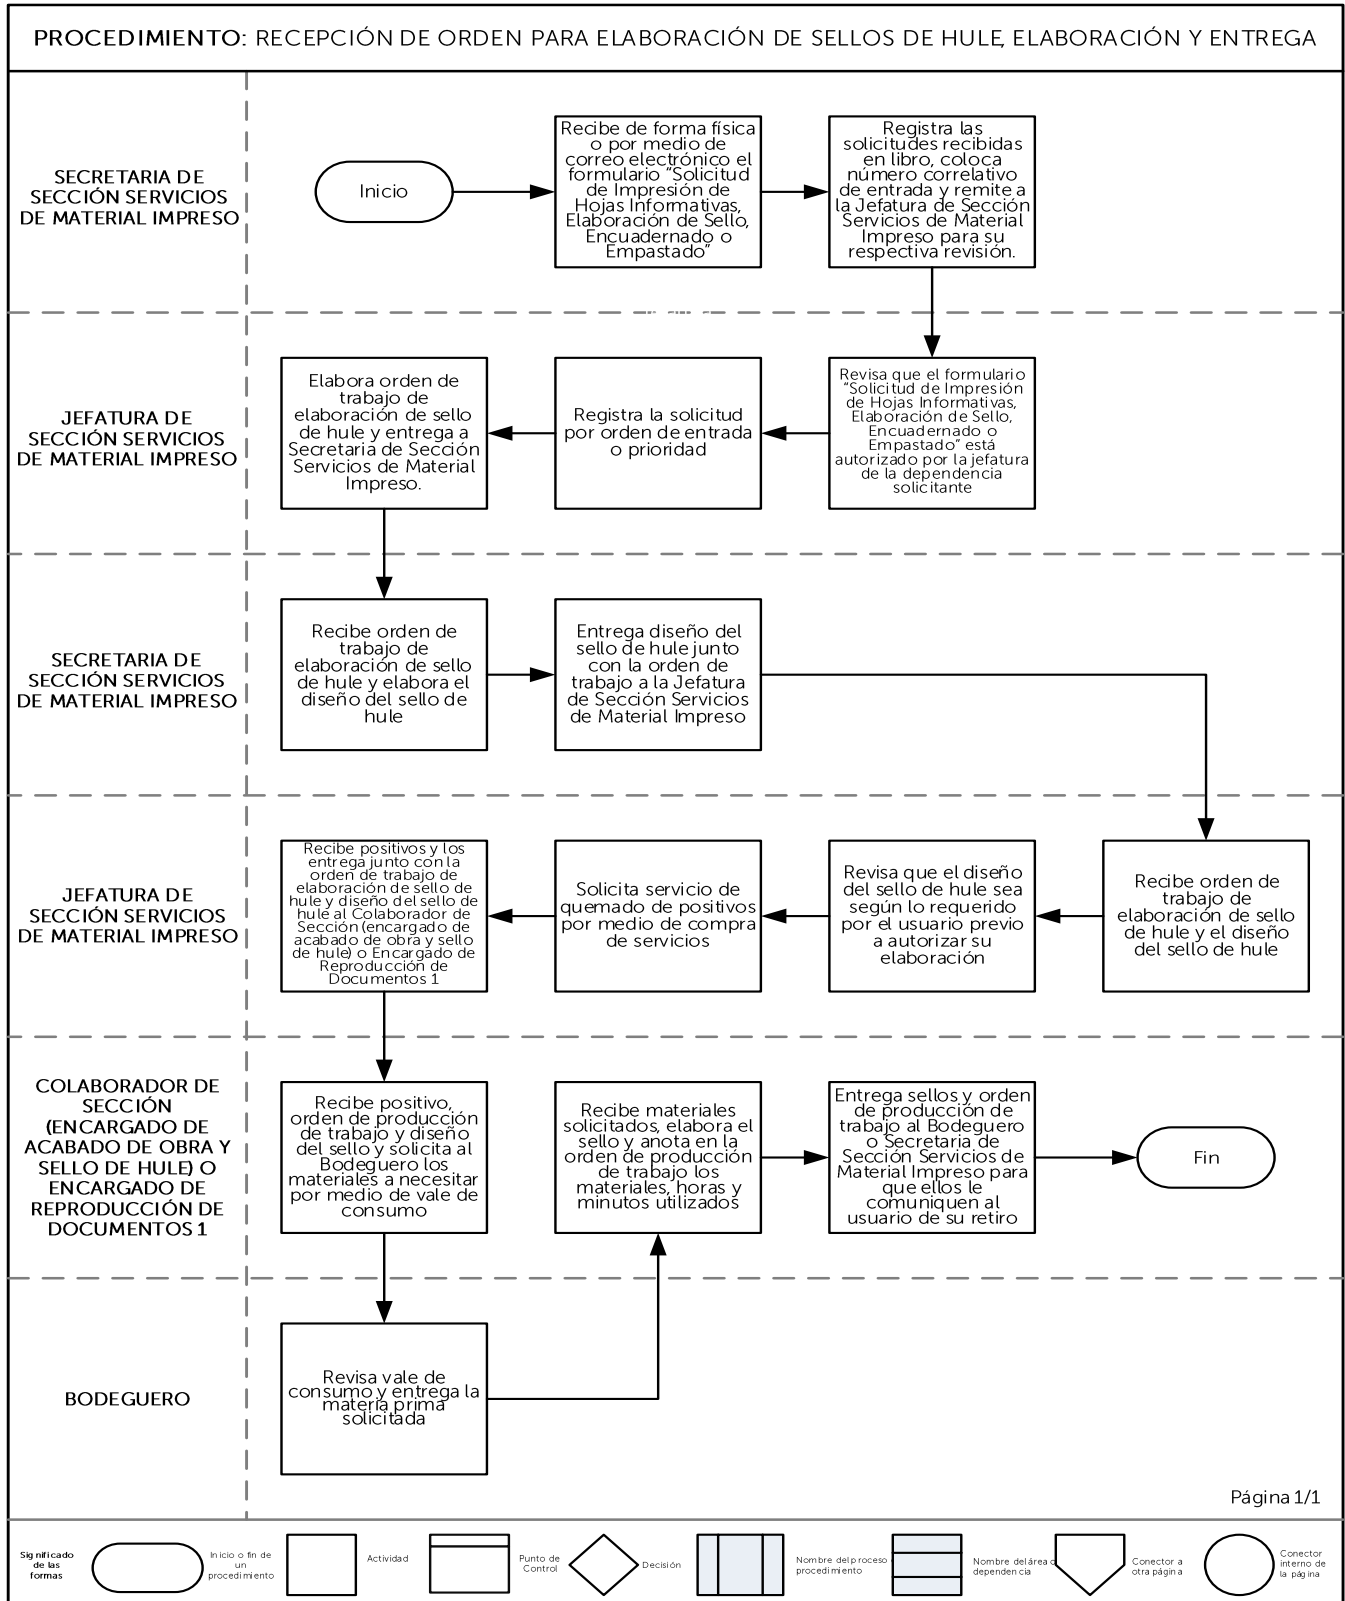 PROCEDIMIENTO: RECEPCIÓN DE ORDEN PARA ELABORACIÓN DE SELLOS DE HULE, ELABORACIÓN Y ENTREGA
SECRETARIA DE
SECCIÓN SERVICIOS
DE MATERIAL IMPRESO
Inicio
Recibe de forma física
o por medio de
correo electrónico el
formulario “Solicitud
de Impresión de
Hojas Informativas,
Elaboración de Sello,
Encuadernado o
Empastado”
Registra las
solicitudes recibidas
en libro, coloca
número correlativo
de entrada y remite a
la Jefatura de Sección
Servicios de Material
Impreso para su
respectiva revisión.
JEFATURA DE
SECCIÓN SERVICIOS
DE MATERIAL IMPRESO
Elabora orden de
trabajo de
elaboración de sello
de hule y entrega a
Secretaria de Sección
Servicios de Material
Impreso.
Registra la solicitud
por orden de entrada
o prioridad
Revisa que el formulario
“Solicitud de Impresión
de Hojas Informativas,
Elaboración de Sello,
Encuadernado o
Empastado” está
autorizado por la jefatura
de la dependencia
solicitante
SECRETARIA DE
SECCIÓN SERVICIOS
DE MATERIAL IMPRESO
Recibe orden de
trabajo de
elaboración de sello
de hule y elabora el
diseño del sello de
hule
Entrega diseño del
sello de hule junto
con la orden de
trabajo a la Jefatura
de Sección Servicios
de Material Impreso
JEFATURA DE
SECCIÓN SERVICIOS
DE MATERIAL IMPRESO
Recibe positivos y los
entrega junto con la
orden de trabajo de
elaboración de sello de
hule y diseño del sello de
hule al Colaborador de
Sección (encargado de
acabado de obra y sello
de hule) o Encargado de
Reproducción de
Documentos 1
Solicita servicio de
quemado de positivos
por medio de compra
de servicios
Revisa que el diseño
del sello de hule sea
según lo requerido
por el usuario previo
a autorizar su
elaboración
Recibe orden de
trabajo de
elaboración de sello
de hule y el diseño
del sello de hule
COLABORADOR DE
SECCIÓN
(ENCARGADO DE
ACABADO DE OBRA Y
SELLO DE HULE) O
ENCARGADO DE
REPRODUCCIÓN DE
DOCUMENTOS 1
Recibe positivo,
orden de producción
de trabajo y diseño
del sello y solicita al
Bodeguero los
materiales a necesitar
por medio de vale de
consumo
Recibe materiales
solicitados, elabora el
sello y anota en la
orden de producción
de trabajo los
materiales, horas y
minutos utilizados
Entrega sellos y orden
de producción de
trabajo al Bodeguero
o Secretaria de
Sección Servicios de
Material Impreso para
que ellos le
comuniquen al
usuario de su retiro
Fin
BODEGUERO
Revisa vale de
consumo y entrega la
materia prima
solicitada
Página 1/1
Significado
de las
formas
Inicio o fin de
un
procedimiento
Actividad
Punto de
Control
Decisión
Nombre del proceso
procedimiento
Nombre del área
dependencia
Conector a
otra página
Conector
interno de
la página